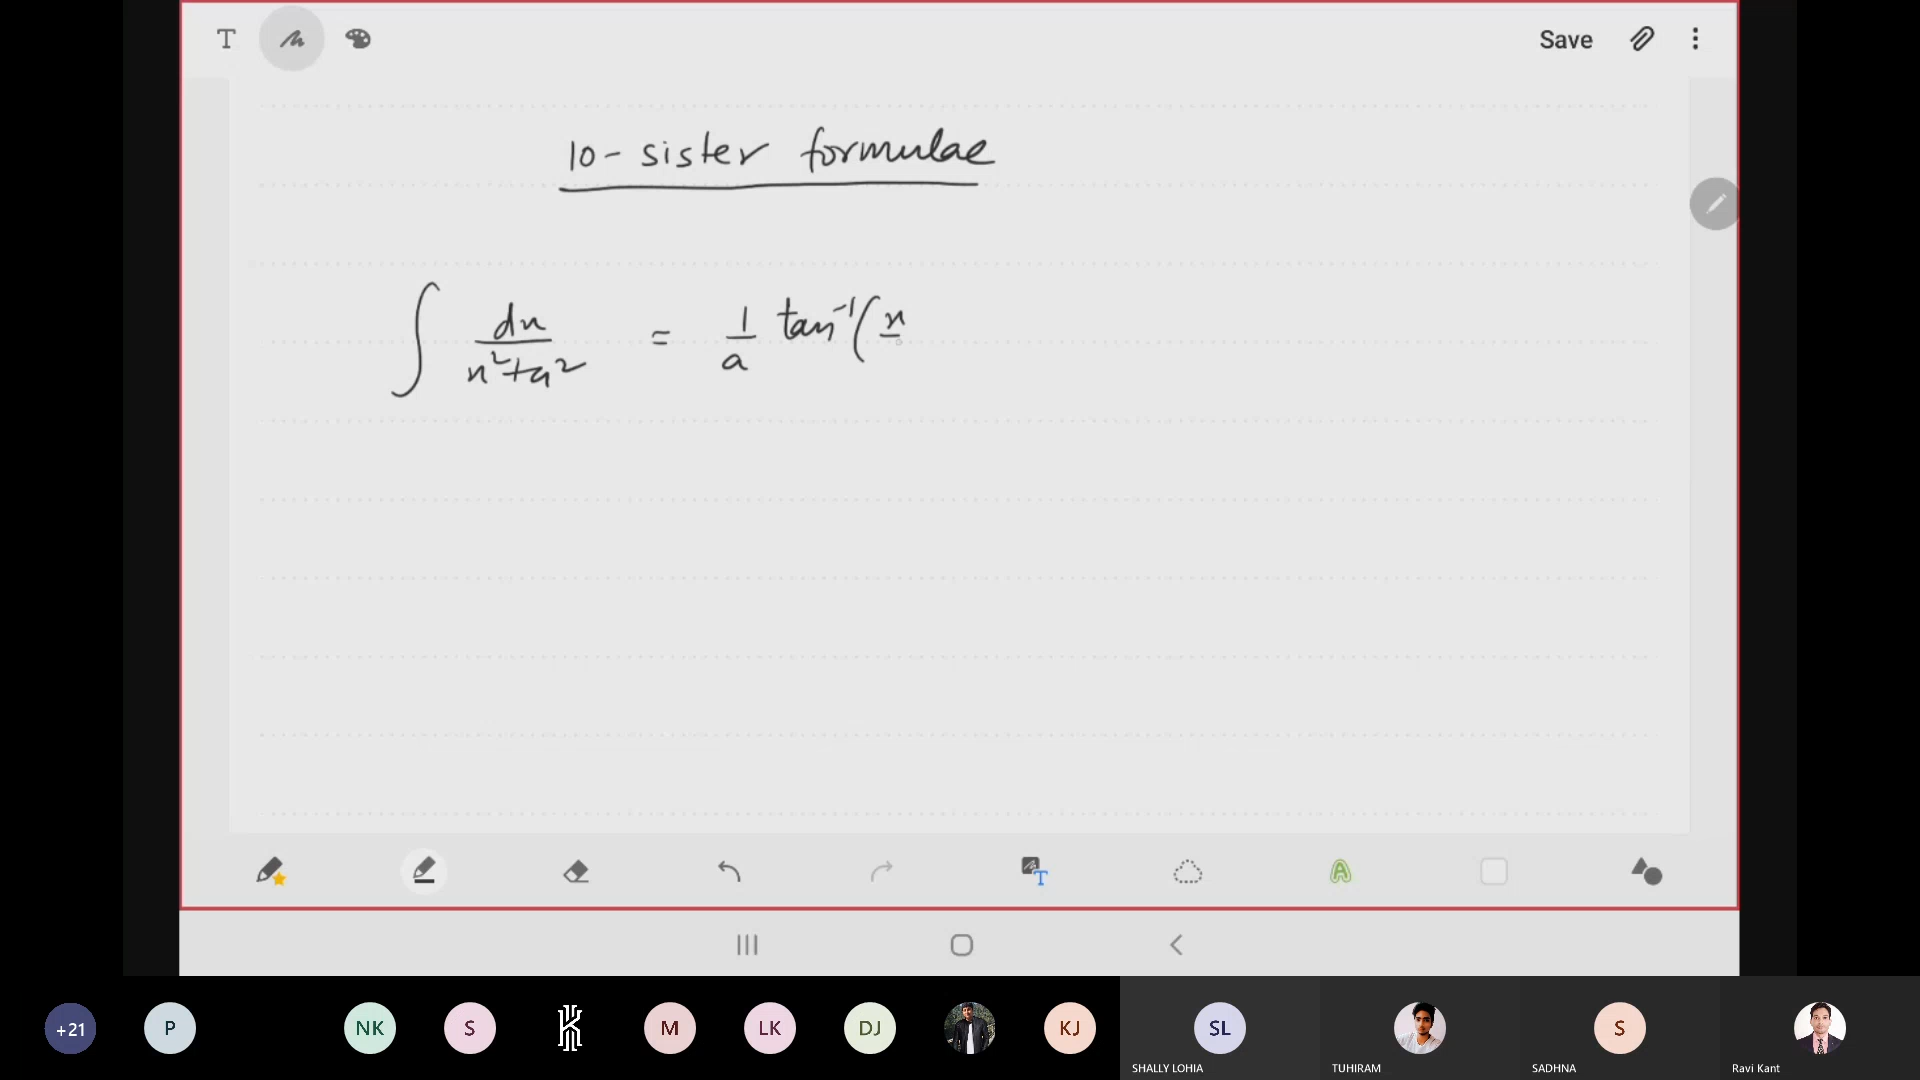 T Save
10 - sister formulae
∫ dx / x²+a² = 1/a tan⁻¹(x
T A
+21 P NK S K M LK DJ KJ SL S
SHALLY LOHIA TUHIRAM SADHNA Ravi Kant